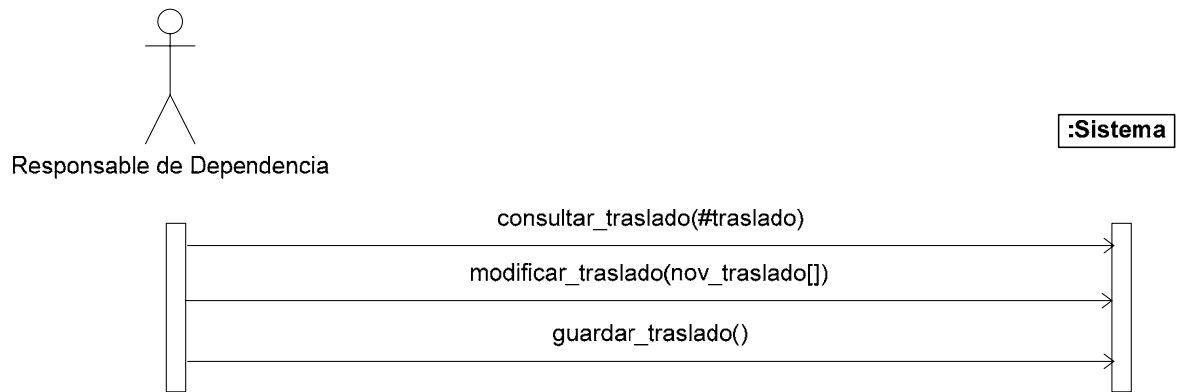 :Sistema
Responsable de Dependencia
consultar_traslado(#traslado)
modificar_traslado(nov_traslado[])
guardar_traslado()